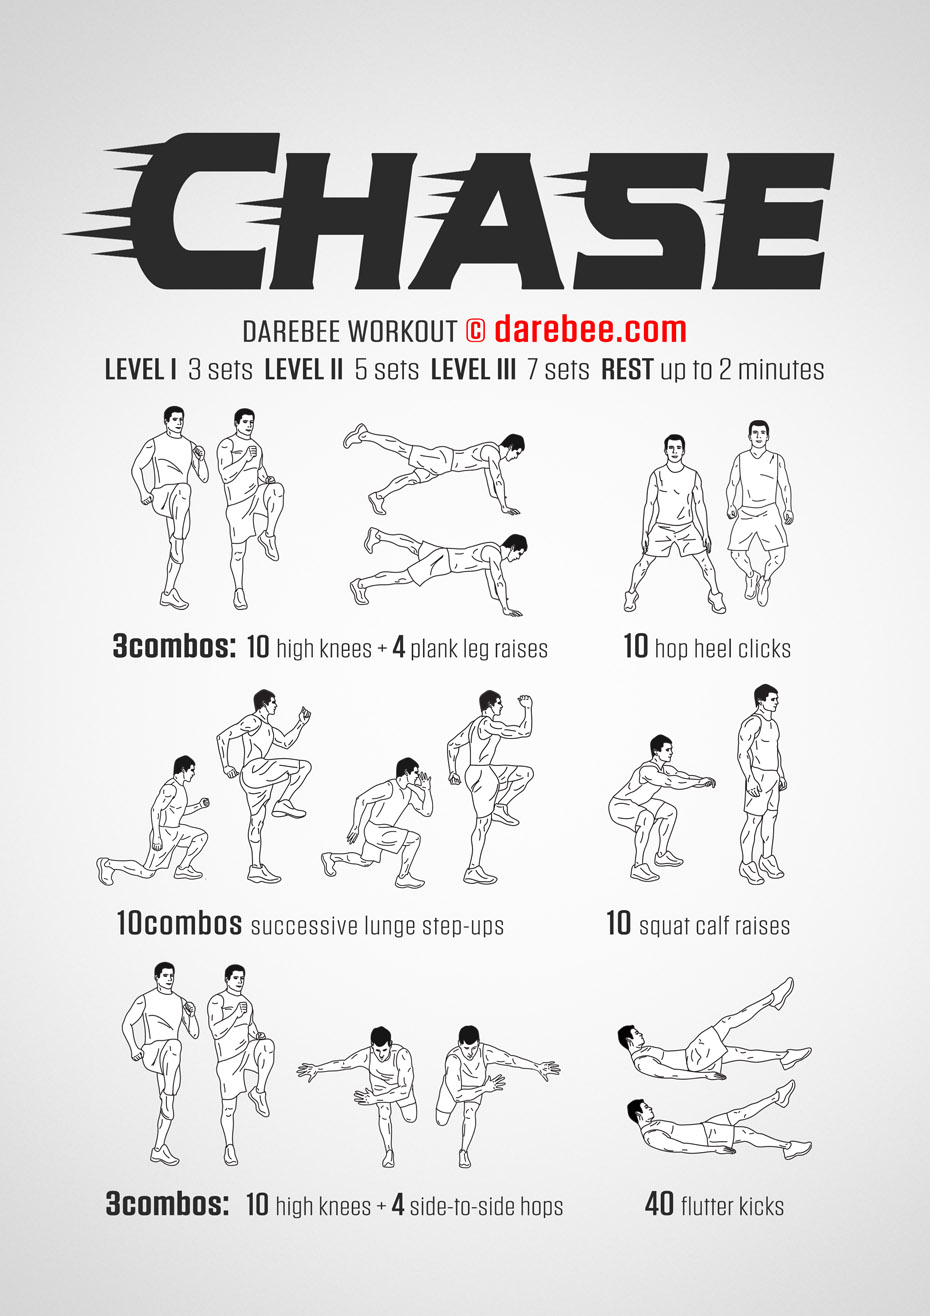 CHASE
DAREBEE WORKOUT © darebee.com
LEVEL I 3 sets LEVEL II 5 sets LEVEL III 7 sets REST up to 2 minutes
3combos: 10 high knees + 4 plank leg raises
10 hop heel clicks
10combos successive lunge step-ups
10 squat calf raises
3combos: 10 high knees + 4 side-to-side hops
40 flutter kicks